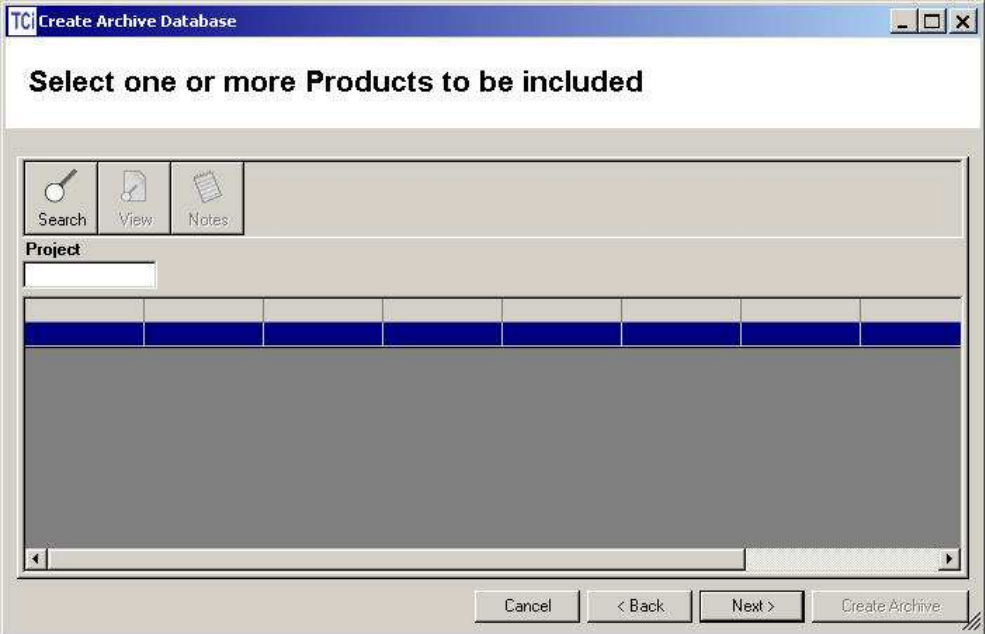 TCi Create Archive Database
Select one or more Products to be included
Search View Notes
Project
Cancel < Back Next > Create Archive